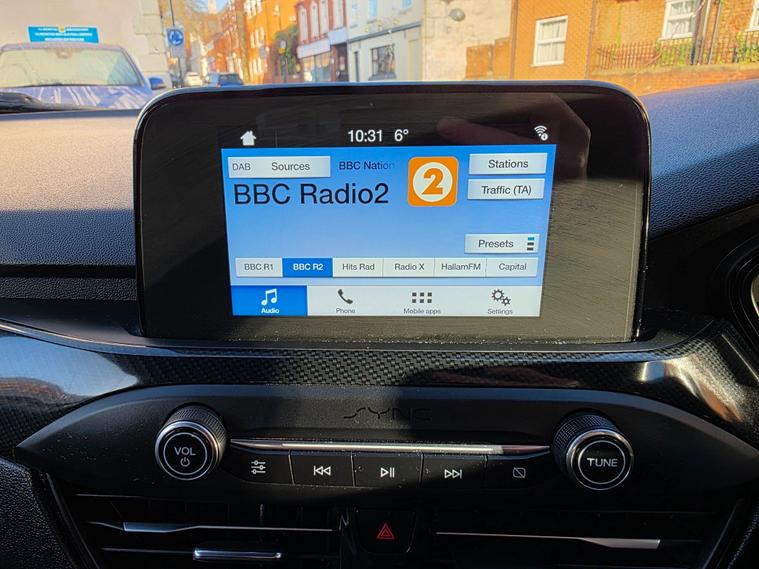 10:31 6°
DAB Sources BBC Nation
2
Stations
BBC Radio2
Traffic (TA)
Presets
BBC R1 BBC R2 Hits Rad Radio X HallamFM Capital
Audio Phone Mobile apps Settings
SYNC
VOL
TUNE